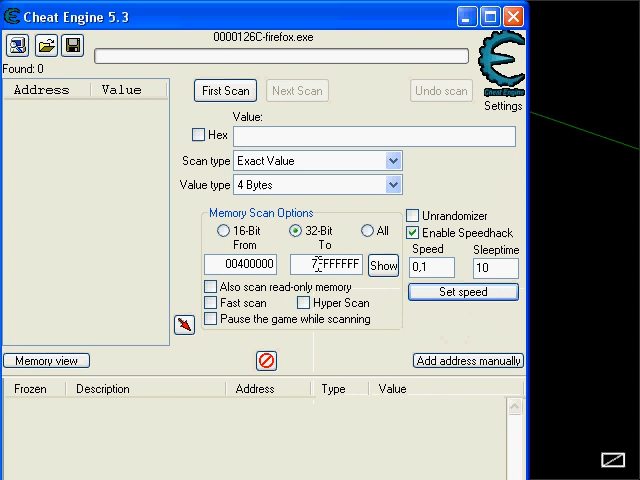 Cheat Engine 5.3
0000126C-firefox.exe
Found: 0
Address Value
First Scan Next Scan Undo scan
Cheat Engine
Settings
Value:
Hex
Scan type Exact Value
Value type 4 Bytes
Memory Scan Options
16-Bit 32-Bit All
From To
00400000 7FFFFFFF Show
Also scan read-only memory
Fast scan Hyper Scan
Pause the game while scanning
Unrandomizer
Enable Speedhack
Speed Sleeptime
0,1 10
Set speed
Memory view Add address manually
Frozen Description Address Type Value